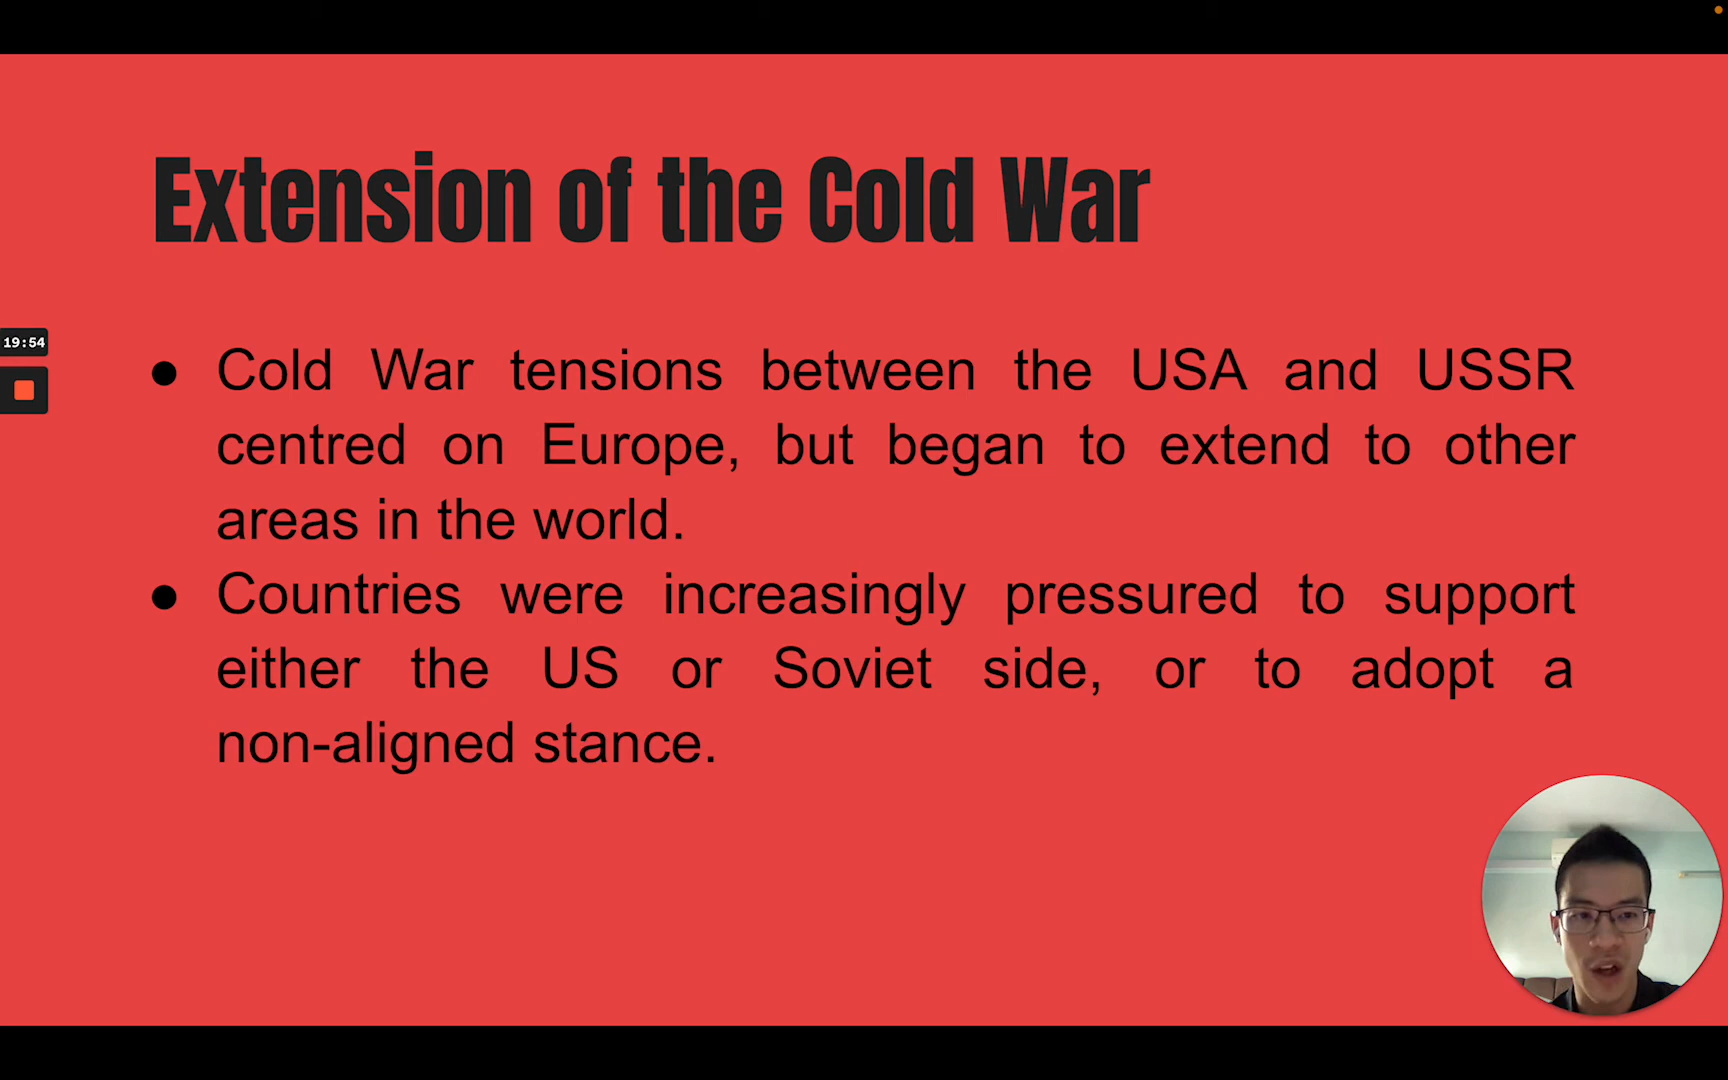 Extension of the Cold War
19:54
● Cold War tensions between the USA and USSR
centred on Europe, but began to extend to other
areas in the world.
● Countries were increasingly pressured to support
either the US or Soviet side, or to adopt a
non-aligned stance.